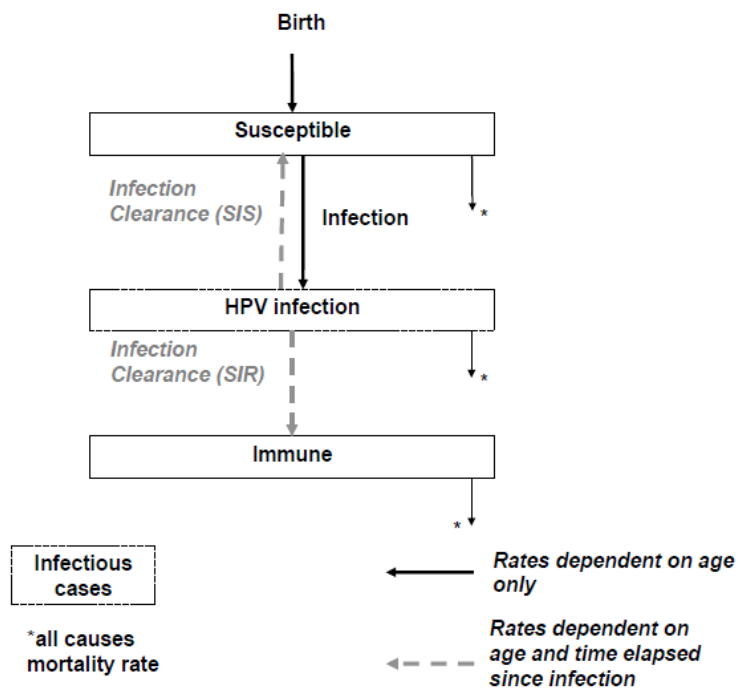 Birth
Susceptible
Infection
Clearance (SIS)
Infection
*
HPV infection
Infection
Clearance (SIR)
*
Immune
*
Infectious
cases
Rates dependent on age
only
*all causes
mortality rate
Rates dependent on
age and time elapsed
since infection